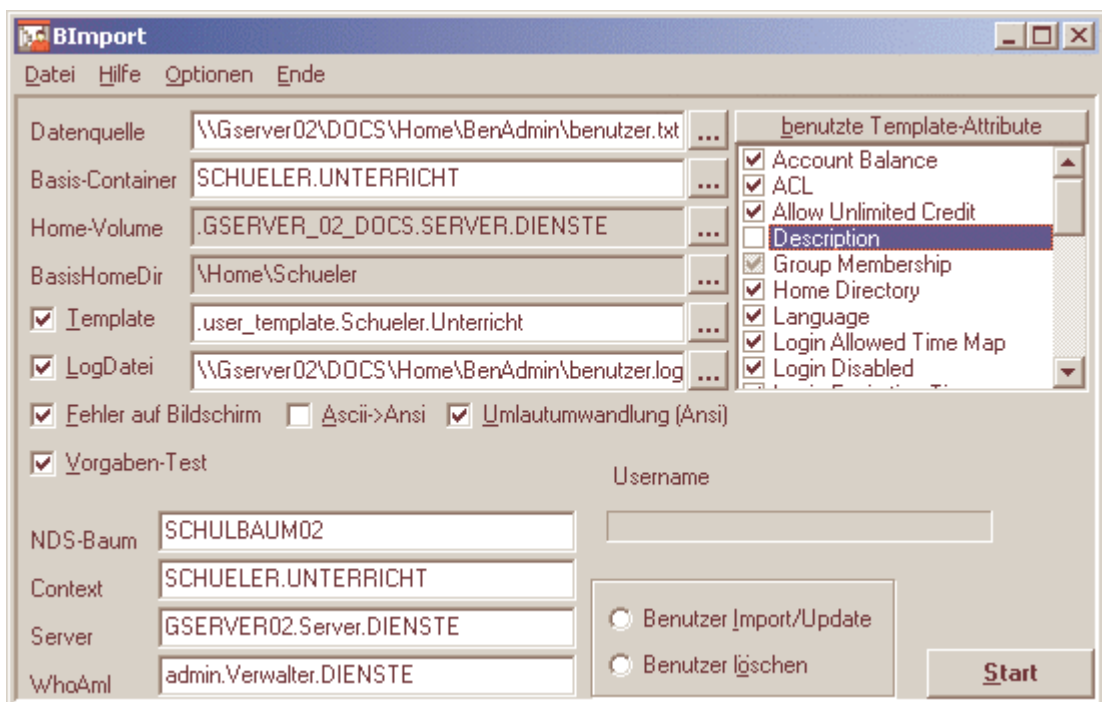 BImport
Datei Hilfe Optionen Ende
Datenquelle \\Gserver02\DOCS\Home\BenAdmin\benutzer.txt ...
Basis-Container SCHUELER.UNTERRICHT ...
Home-Volume .GSERVER_02_DOCS.SERVER.DIENSTE ...
BasisHomeDir \Home\Schueler ...
Template .user_template.Schueler.Unterricht ...
LogDatei \\Gserver02\DOCS\Home\BenAdmin\benutzer.log ...
benutzte Template-Attribute
Account Balance
ACL
Allow Unlimited Credit
Description
Group Membership
Home Directory
Language
Login Allowed Time Map
Login Disabled
Fehler auf Bildschirm Ascii->Ansi Umlautumwandlung (Ansi)
Vorgaben-Test
Username
NDS-Baum SCHULBAUM02
Context SCHUELER.UNTERRICHT
Server GSERVER02.Server.DIENSTE
WhoAmI admin.Verwalter.DIENSTE
Benutzer Import/Update
Benutzer löschen
Start